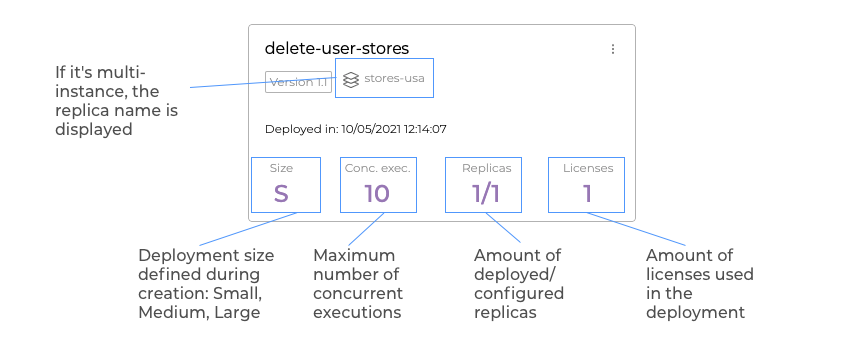 delete-user-stores
If it's multi-
instance, the
replica name is
displayed
Version 1.1
stores-usa
Deployed in: 10/05/2021 12:14:07
Size
Conc. exec.
Replicas
Licenses
S
10
1/1
1
Deployment size
defined during
creation: Small,
Medium, Large
Maximum
number of
concurrent
executions
Amount of
deployed/
configured
replicas
Amount of
licenses used
in the
deployment